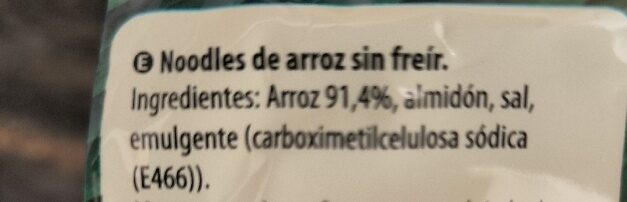 E Noodles de arroz sin freír.
Ingredientes: Arroz 91,4%, almidón, sal,
emulgente (carboximetilcelulosa sódica
(E466)).